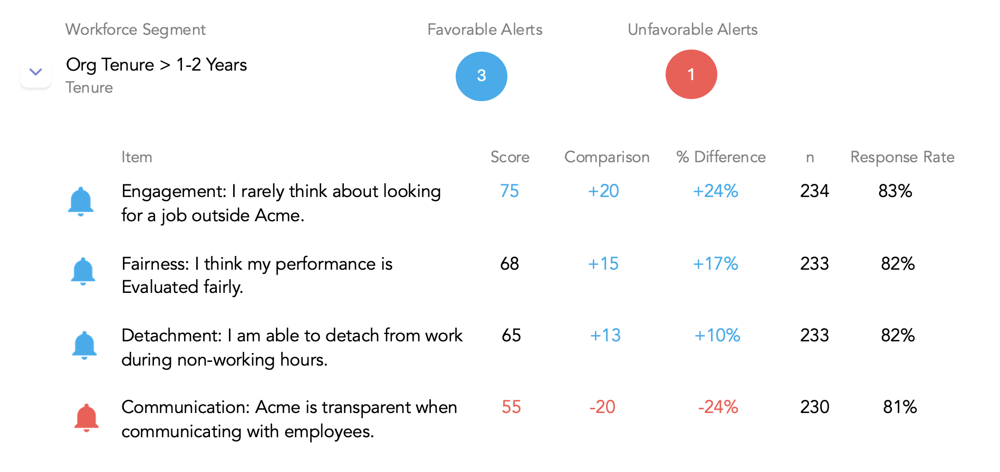 Workforce Segment Favorable Alerts Unfavorable Alerts
Org Tenure > 1-2 Years 3 1
Tenure
Item Score Comparison % Difference n Response Rate
Engagement: I rarely think about looking 75 +20 +24% 234 83%
for a job outside Acme.
Fairness: I think my performance is 68 +15 +17% 233 82%
Evaluated fairly.
Detachment: I am able to detach from work 65 +13 +10% 233 82%
during non-working hours.
Communication: Acme is transparent when 55 -20 -24% 230 81%
communicating with employees.